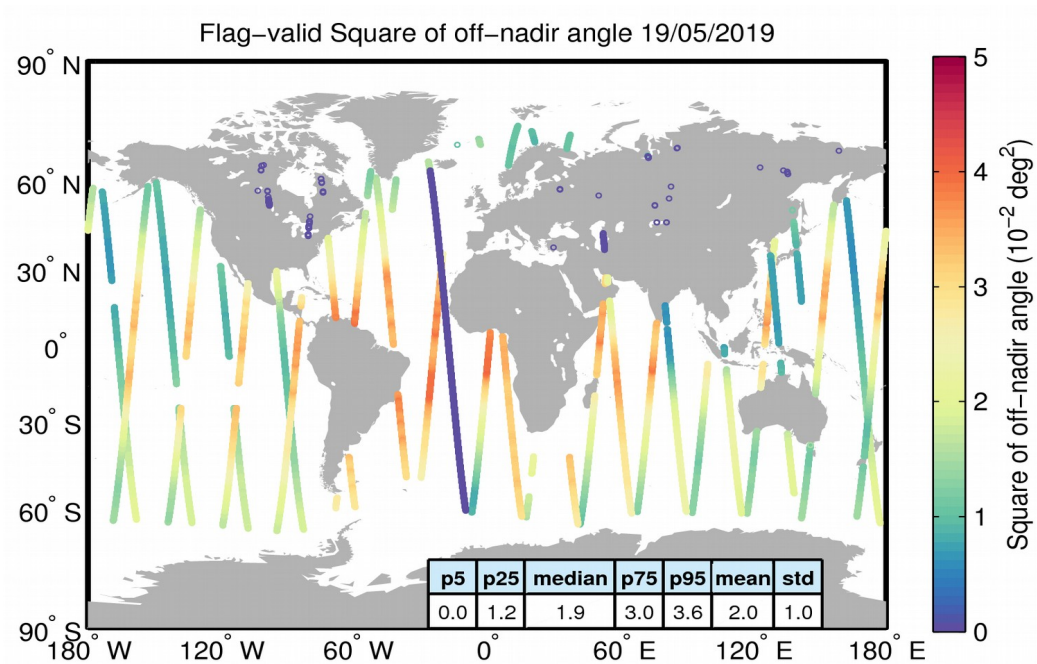 Flag−valid Square of off−nadir angle 19/05/2019
90° N
60° N
30° N
0°
30° S
60° S
90° S
180° W
120° W
60° W
0°
60° E
120° E
180° E
p5 p25 median p75 p95 mean std
0.0 1.2 1.9 3.0 3.6 2.0 1.0
5
4
3
2
1
0
Square of off−nadir angle (10⁻² deg²)